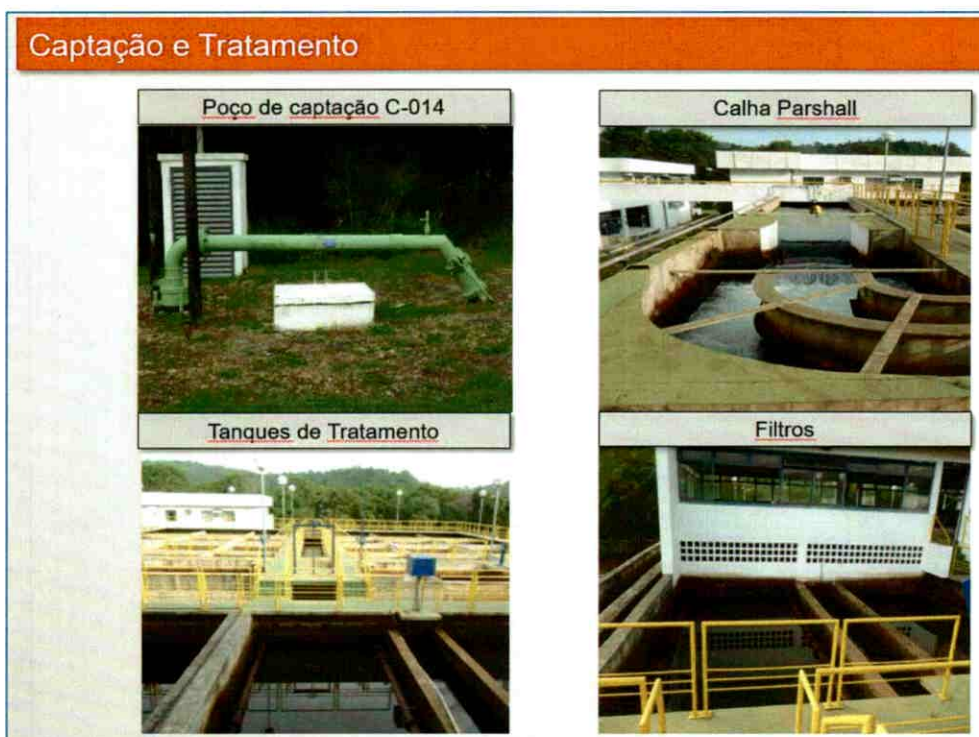 Captação e Tratamento
Poço de captação C-014
Calha Parshall
Tanques de Tratamento
Filtros